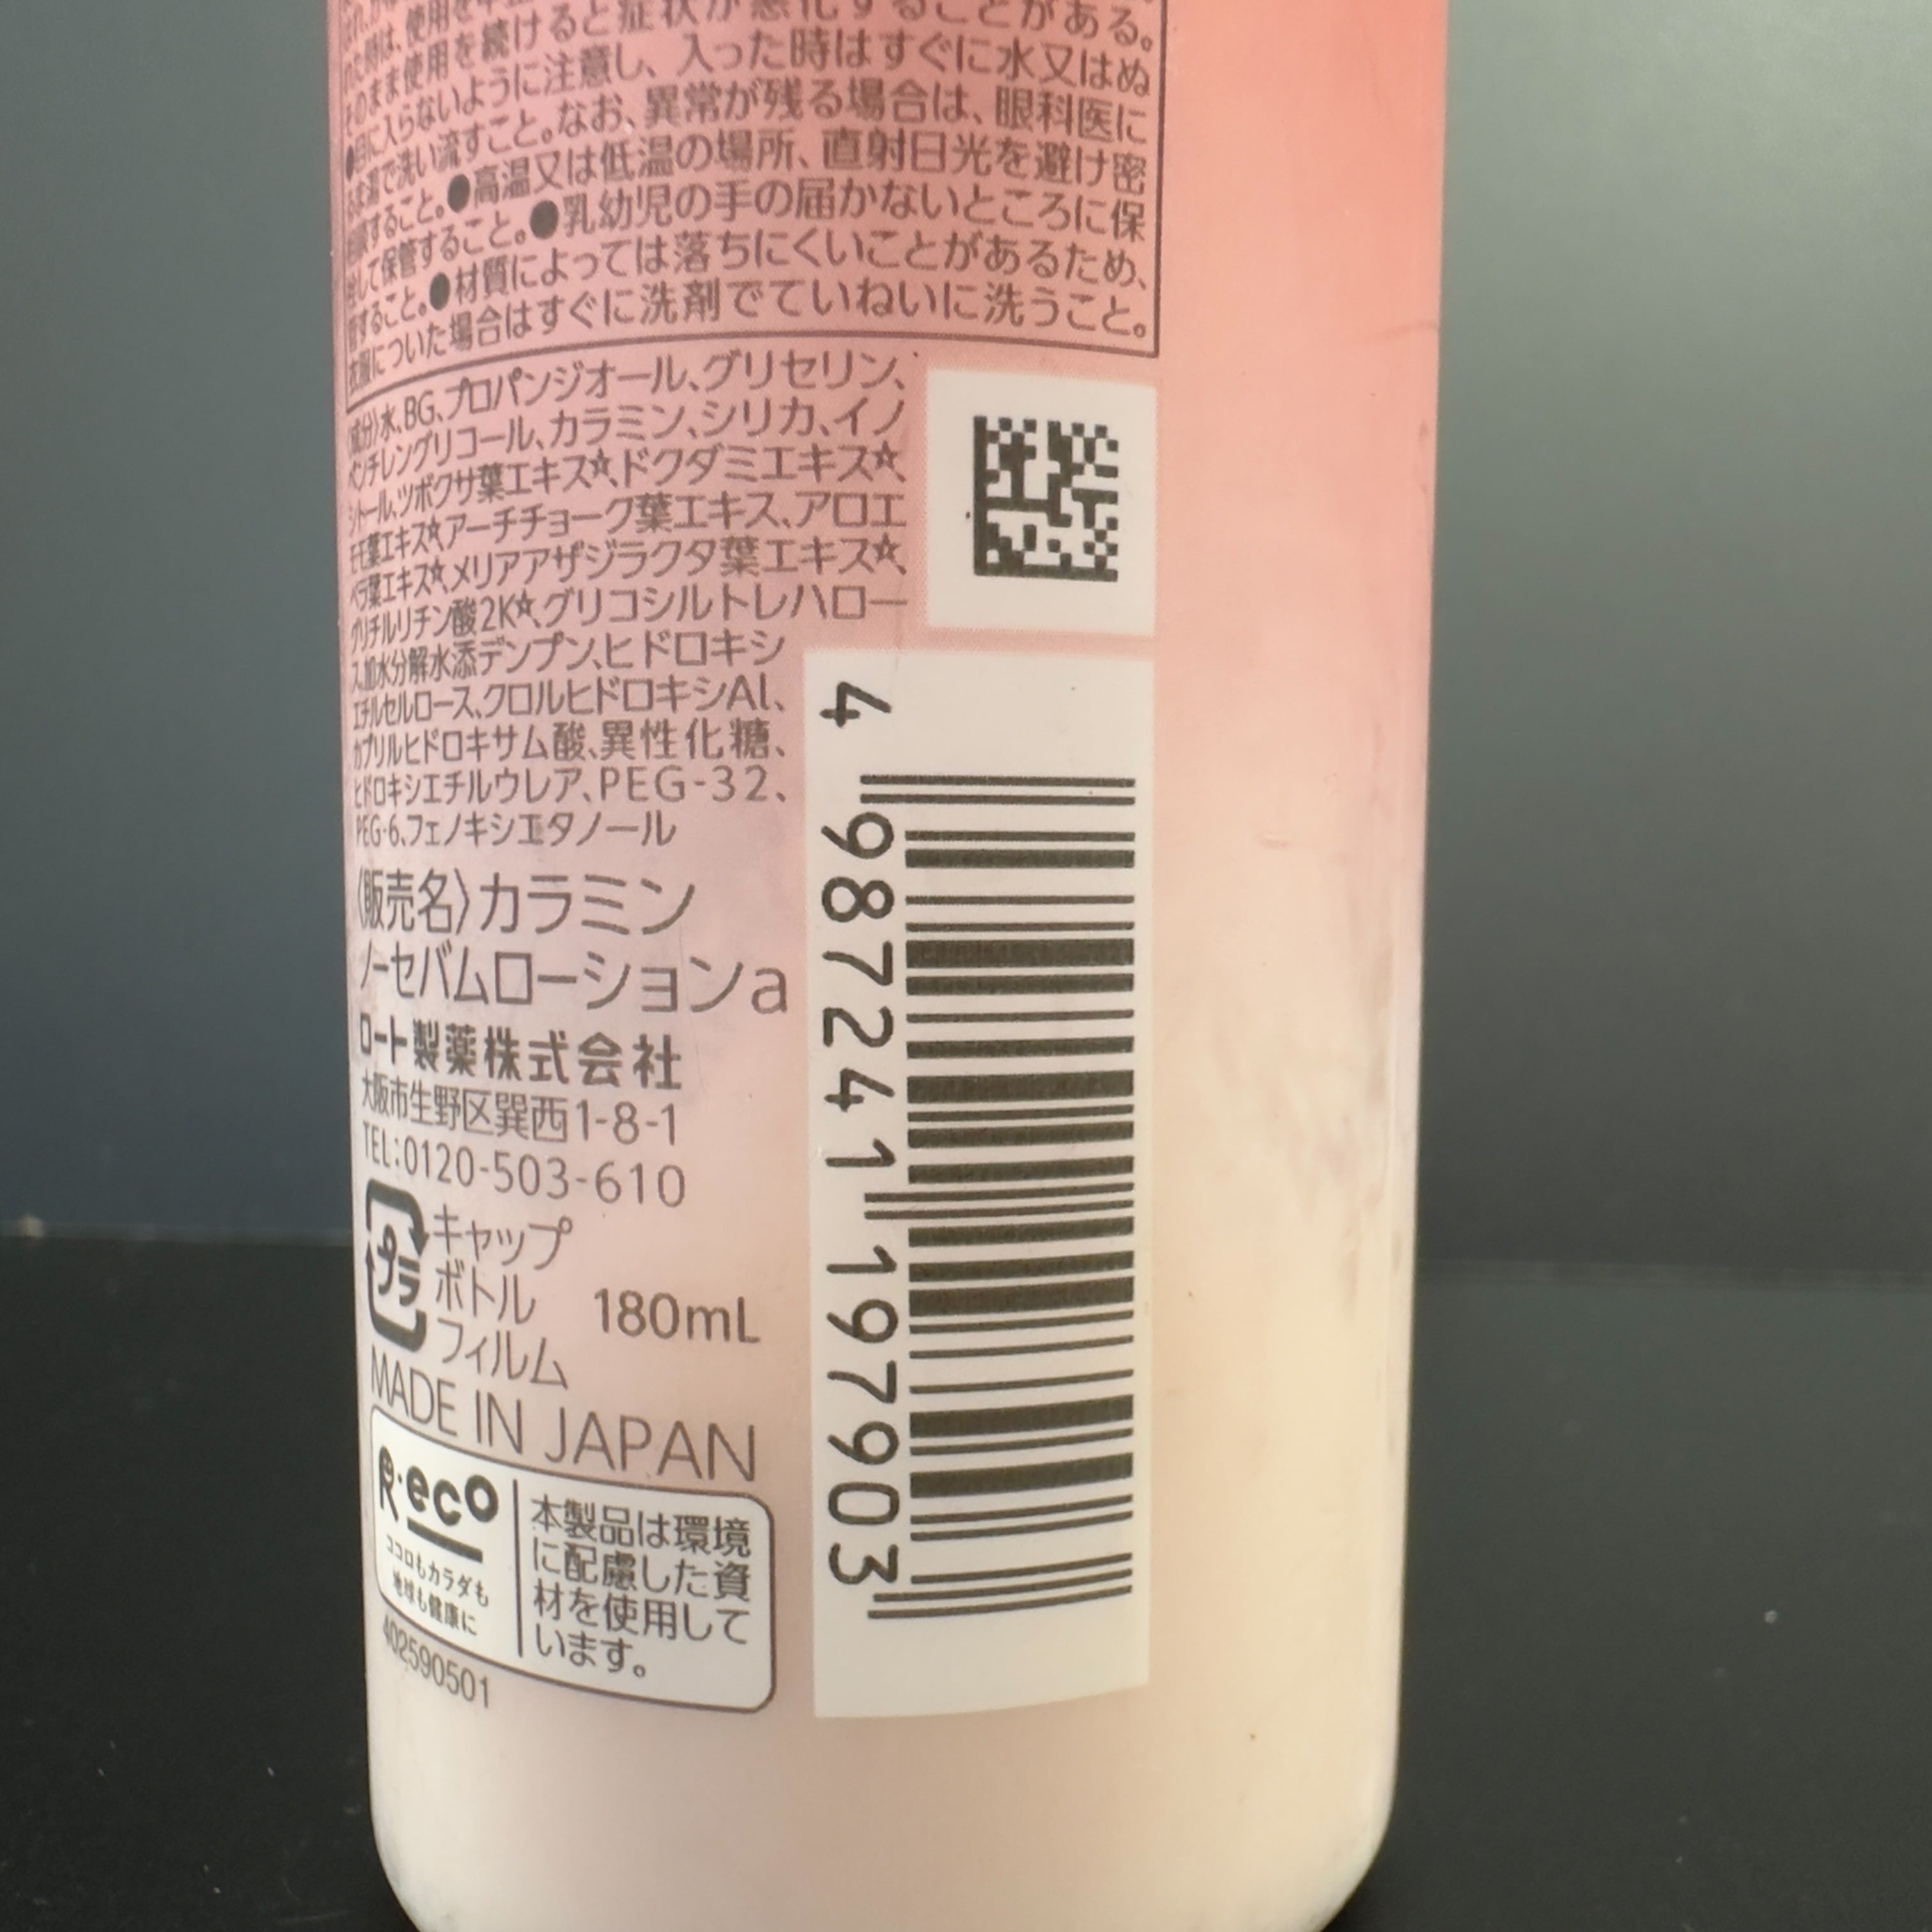 そのまま使用を続けると症状が悪化することがある。
●目に入らないように注意し、入った時はすぐに水又はぬ
るま湯で洗い流すこと。なお、異常が残る場合は、眼科医に
相談すること。●高温又は低温の場所、直射日光を避け密
閉して保管すること。●乳幼児の手の届かないところに保
管すること。●材質によっては落ちにくいことがあるため、
衣服についた場合はすぐに洗剤でていねいに洗うこと。
〈成分〉水、BG、プロパンジオール、グリセリン、
ペンチレングリコール、カラミン、シリカ、イノ
シトール、ツボクサ葉エキス☆、ドクダミエキス☆、
モモ葉エキス☆、アーチチョーク葉エキス、アロエ
ベラ葉エキス☆、メリアアザジラクタ葉エキス☆、
グリチルリチン酸2K☆、グリコシルトレハロー
ス、加水分解水添デンプン、ヒドロキシ
エチルセルロース、クロルヒドロキシAl、
カプリルヒドロキサム酸、異性化糖、
ヒドロキシエチルウレア、PEG-32、
PEG-6、フェノキシエタノール
〈販売名〉カラミン
ノーセバムローションa
ロート製薬株式会社
大阪市生野区巽西1-8-1
TEL:0120-503-610
プラ
キャップ
ボトル
フィルム
180mL
MADE IN JAPAN
R・eco
ココロもカラダも
地球も健康に
本製品は環境
に配慮した資
材を使用して
います。
402590501
4 987241 197903